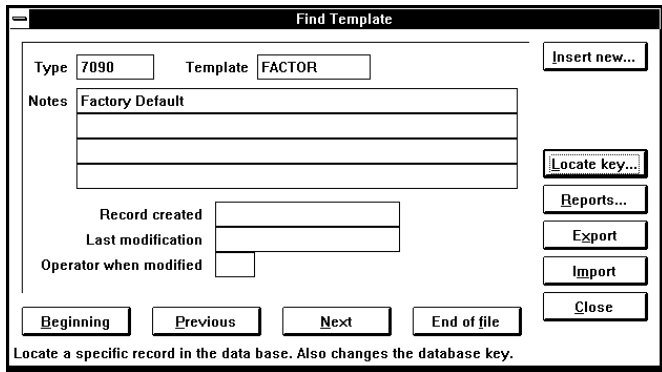 Find Template
Type 7090 Template FACTOR
Insert new...
Notes Factory Default
Locate key...
Reports...
Record created
Last modification
Export
Operator when modified
Import
Close
Beginning Previous Next End of file
Locate a specific record in the data base. Also changes the database key.